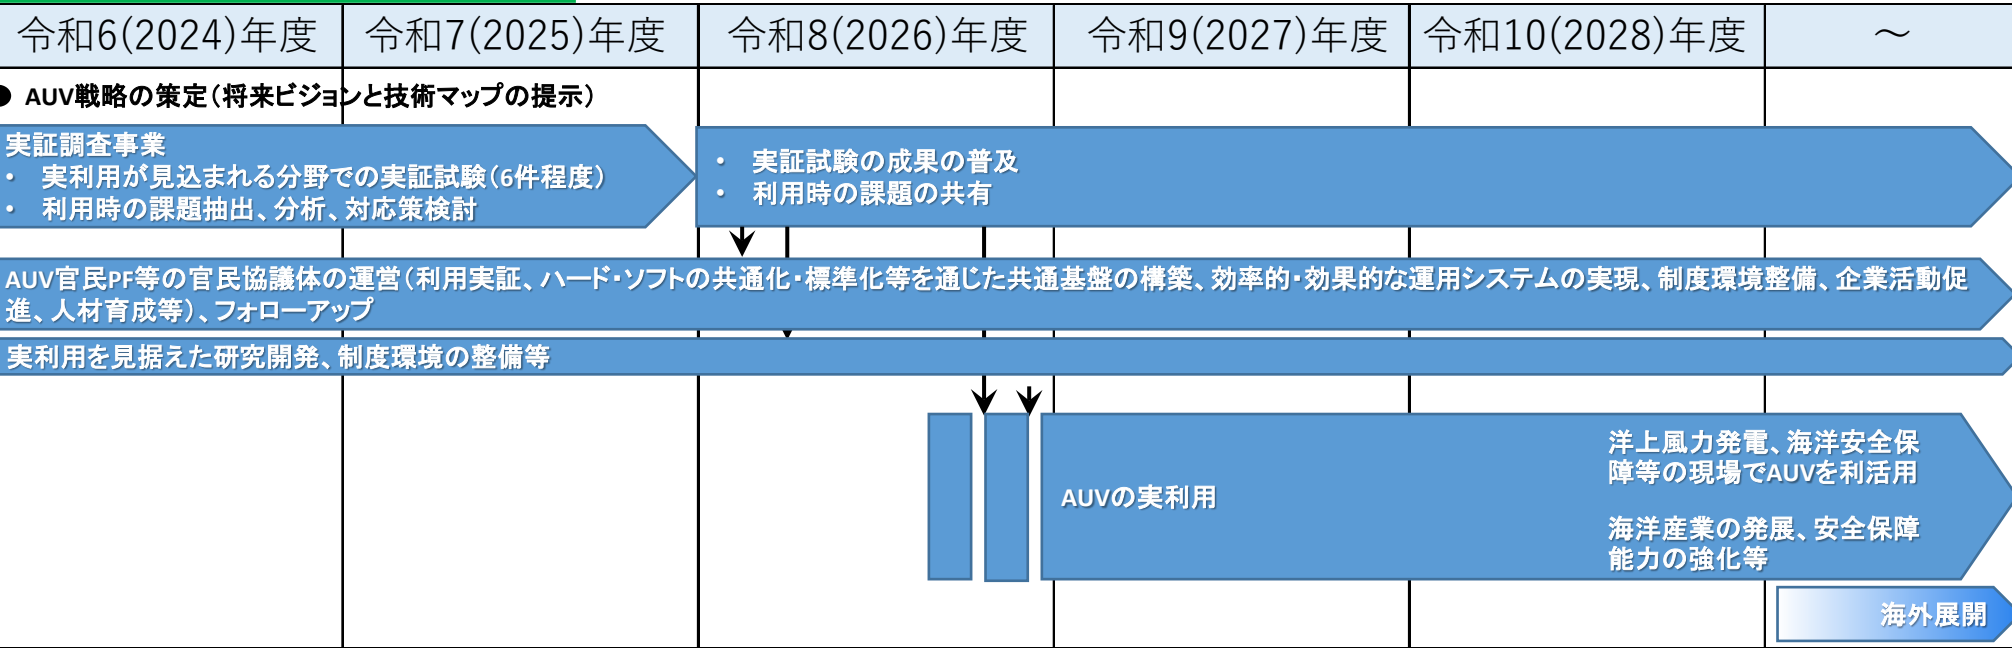 令和6(2024)年度
令和7(2025)年度
令和8(2026)年度
令和9(2027)年度
令和10(2028)年度
～
● AUV戦略の策定(将来ビジョンと技術マップの提示)
実証調査事業
• 実利用が見込まれる分野での実証試験(6件程度)
• 利用時の課題抽出、分析、対応策検討
• 実証試験の成果の普及
• 利用時の課題の共有
AUV官民PF等の官民協議体の運営(利用実証、ハード・ソフトの共通化・標準化等を通じた共通基盤の構築、効率的・効果的な運用システムの実現、制度環境整備、企業活動促
進、人材育成等)、フォローアップ
実利用を見据えた研究開発、制度環境の整備等
AUVの実利用
洋上風力発電、海洋安全保
障等の現場でAUVを利活用
海洋産業の発展、安全保障
能力の強化等
海外展開